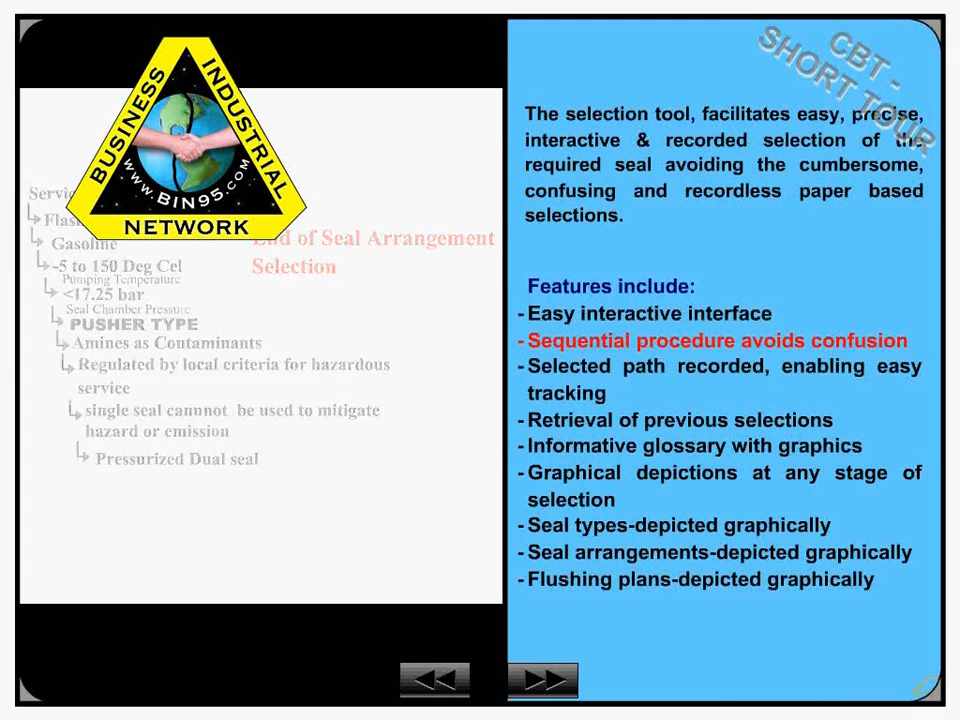 BUSINESS INDUSTRIAL
WWW.BIN95.COM
NETWORK
Gasoline
-5 to 150 Deg Cel
Pumping Temperature
<17.25 bar
Seal Chamber Pressure
PUSHER TYPE
Amines as Contaminants
Regulated by local criteria for hazardous
service
single seal cannnot be used to mitigate
hazard or emission
Pressurized Dual seal
End of Seal Arrangement
Selection
CBT -
SHORT TOUR
The selection tool, facilitates easy, precise,
interactive & recorded selection of the
required seal avoiding the cumbersome,
confusing and recordless paper based
selections.
Features include:
- Easy interactive interface
- Sequential procedure avoids confusion
- Selected path recorded, enabling easy
tracking
- Retrieval of previous selections
- Informative glossary with graphics
- Graphical depictions at any stage of
selection
- Seal types-depicted graphically
- Seal arrangements-depicted graphically
- Flushing plans-depicted graphically